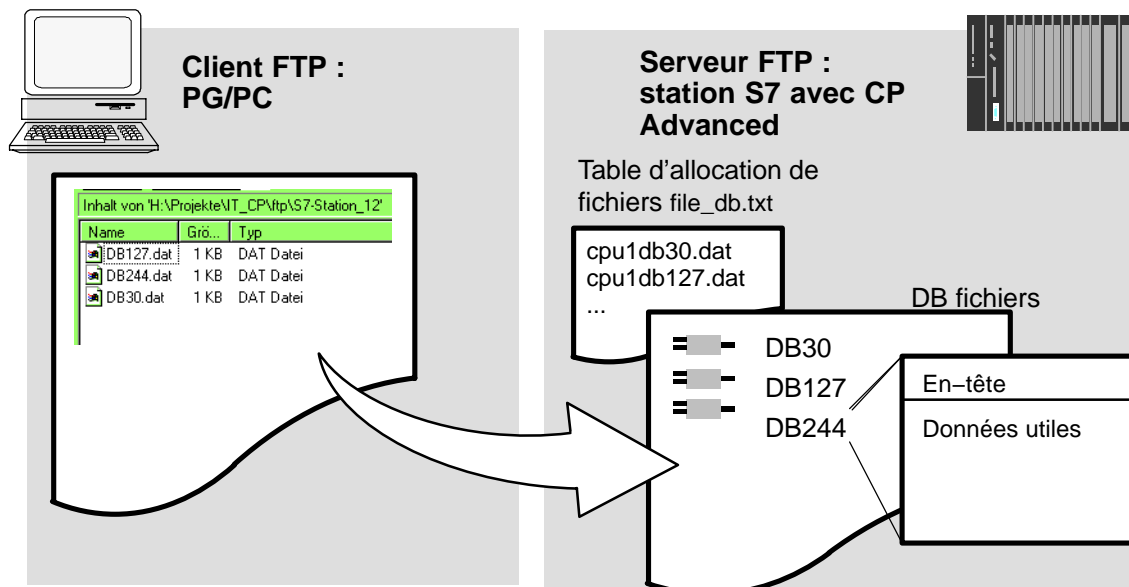 Client FTP :
PG/PC
Inhalt von 'H:\Projekte\IT_CP\ftp\S7-Station_12'
Name Grö... Typ
DB127.dat 1 KB DAT Datei
DB244.dat 1 KB DAT Datei
DB30.dat 1 KB DAT Datei
Serveur FTP :
station S7 avec CP
Advanced
Table d'allocation de
fichiers file_db.txt
cpu1db30.dat
cpu1db127.dat
...
DB fichiers
DB30
DB127
DB244
En–tête
Données utiles